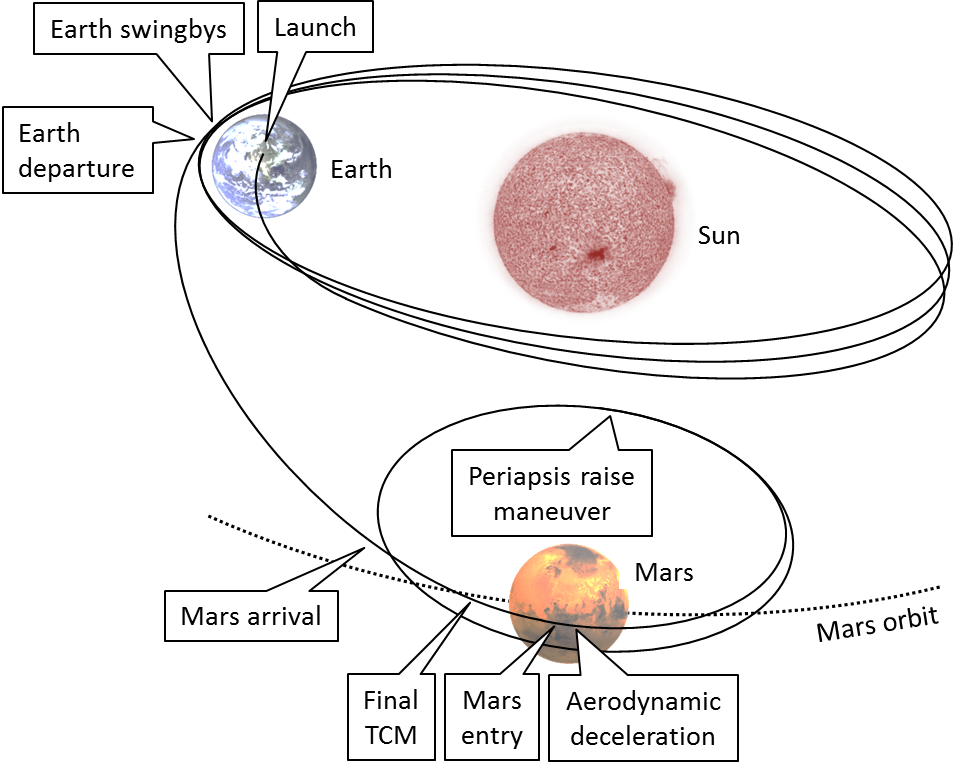 Earth swingbys
Launch
Earth
departure
Earth
Sun
Periapsis raise
maneuver
Mars
Mars arrival
Mars orbit
Final
TCM
Mars
entry
Aerodynamic
deceleration